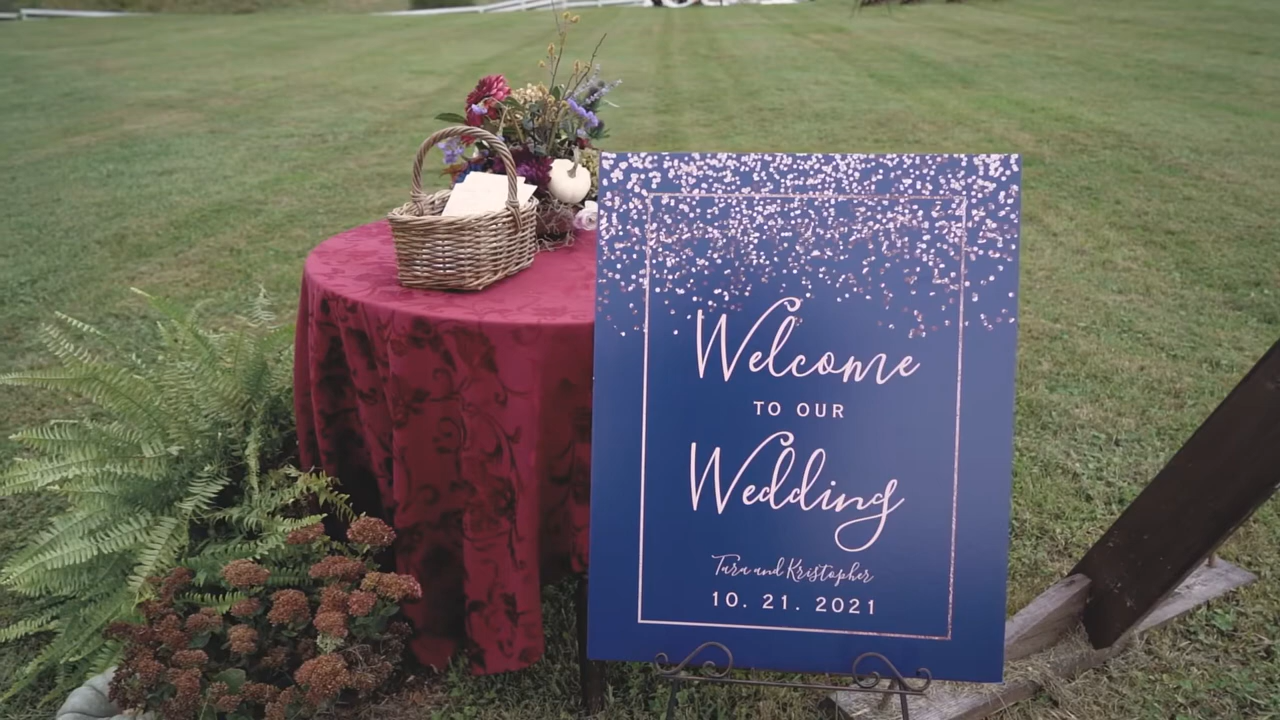 Welcome
TO OUR
Wedding
Tara and Kristopher
10. 21. 2021